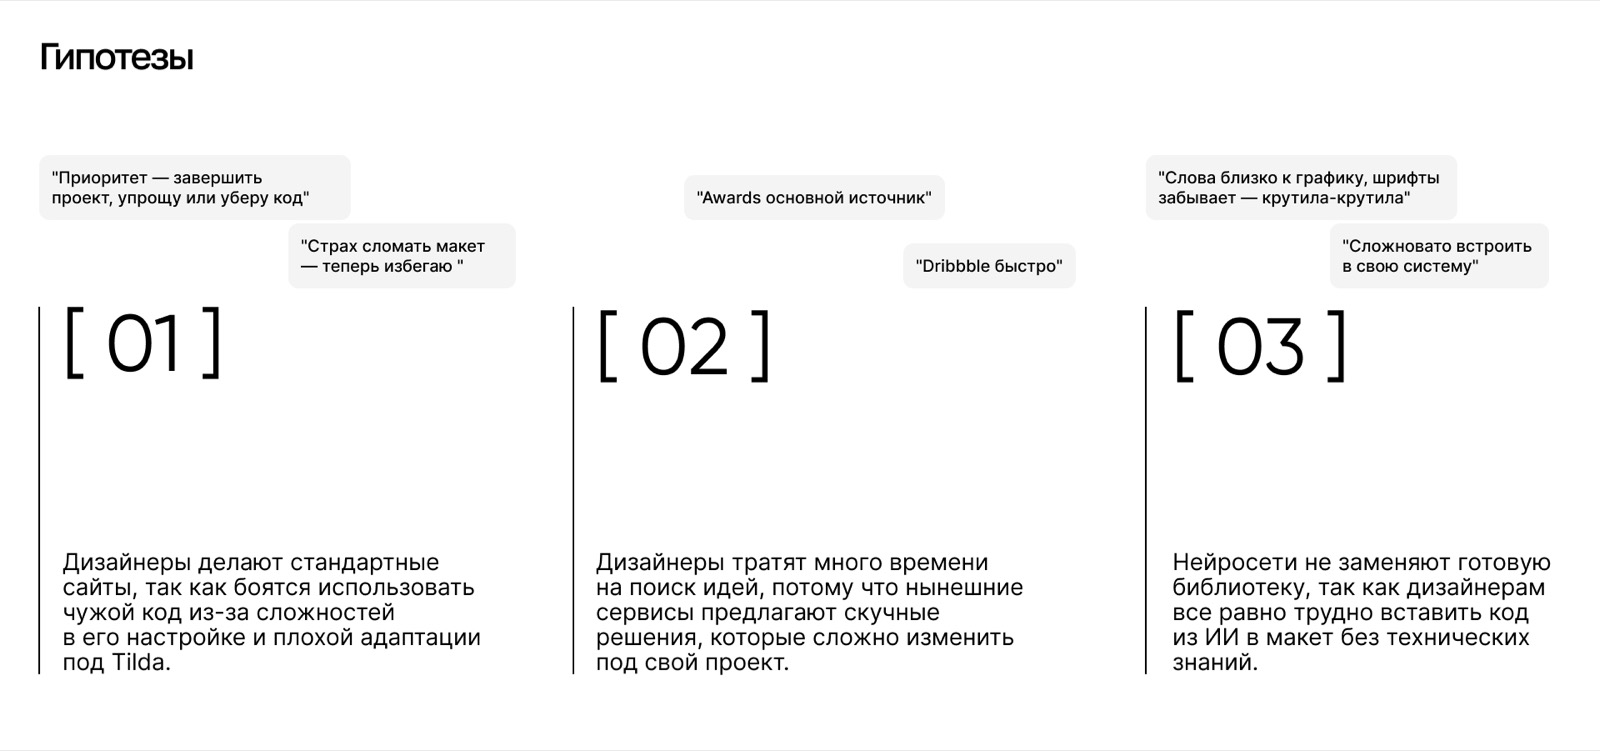 Гипотезы
"Приоритет — завершить
проект, упрощу или уберу код"
"Страх сломать макет
— теперь избегаю "
[ 01 ]
Дизайнеры делают стандартные
сайты, так как боятся использовать
чужой код из-за сложностей
в его настройке и плохой адаптации
под Tilda.
"Awards основной источник"
"Dribbble быстро"
[ 02 ]
Дизайнеры тратят много времени
на поиск идей, потому что нынешние
сервисы предлагают скучные
решения, которые сложно изменить
под свой проект.
"Слова близко к графику, шрифты
забывает — крутила-крутила"
"Сложновато встроить
в свою систему"
[ 03 ]
Нейросети не заменяют готовую
библиотеку, так как дизайнерам
все равно трудно вставить код
из ИИ в макет без технических
знаний.